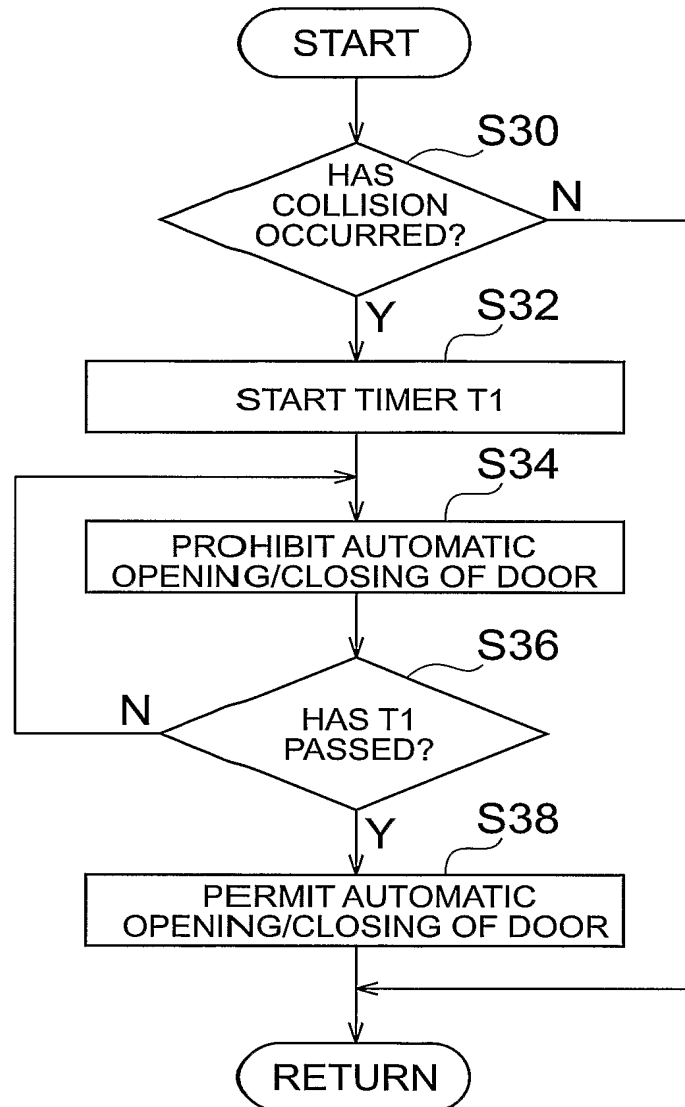 START
S30
HAS
COLLISION
OCCURRED?
N
Y
S32
START TIMER T1
S34
PROHIBIT AUTOMATIC
OPENING/CLOSING OF DOOR
S36
N
HAS T1
PASSED?
Y
S38
PERMIT AUTOMATIC
OPENING/CLOSING OF DOOR
RETURN